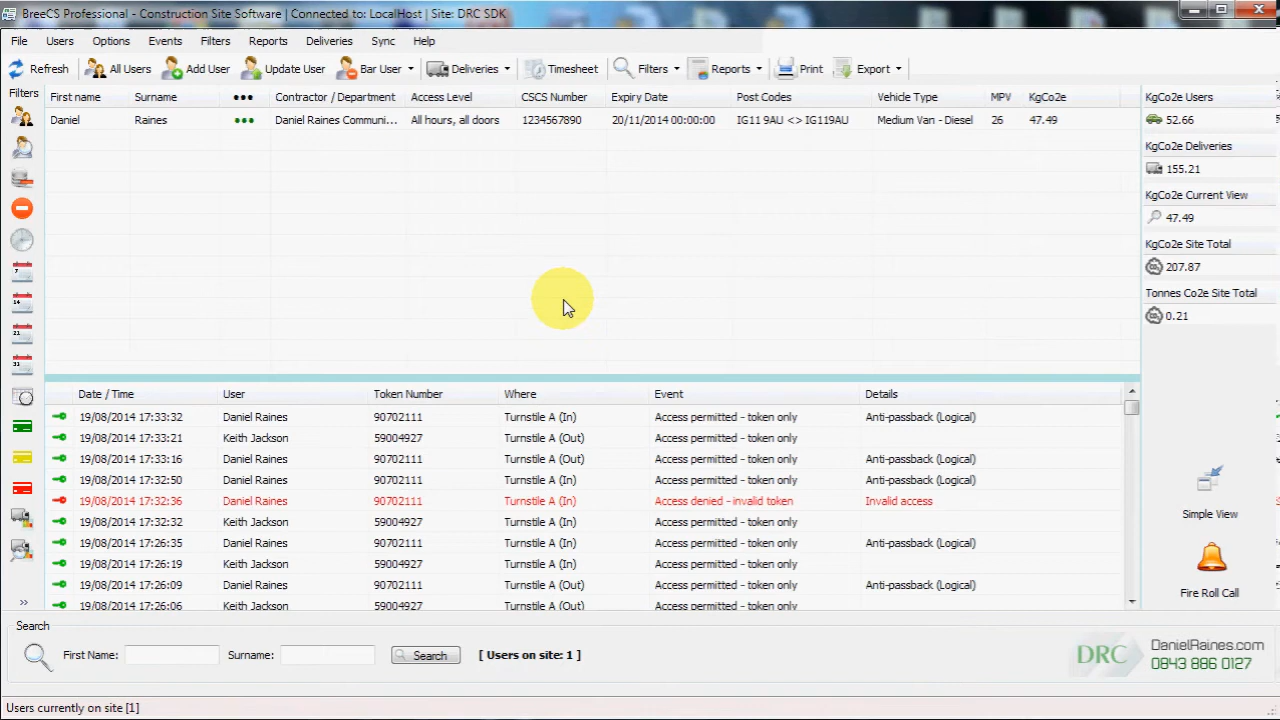 BreeCS Professional - Construction Site Software | Connected to: LocalHost | Site: DRC SDK
File Users Options Events Filters Reports Deliveries Sync Help
Refresh All Users Add User Update User Bar User Deliveries Timesheet Filters Reports Print Export
Filters
First name Surname ●●● Contractor / Department Access Level CSCS Number Expiry Date Post Codes Vehicle Type MPV KgCo2e
Daniel Raines ●●● Daniel Raines Communi... All hours, all doors 1234567890 20/11/2014 00:00:00 IG11 9AU <> IG119AU Medium Van - Diesel 26 47.49
KgCo2e Users
52.66
KgCo2e Deliveries
155.21
KgCo2e Current View
47.49
KgCo2e Site Total
207.87
Tonnes Co2e Site Total
0.21
7
14
21
31
Date / Time User Token Number Where Event Details
19/08/2014 17:33:32 Daniel Raines 90702111 Turnstile A (In) Access permitted - token only Anti-passback (Logical)
19/08/2014 17:33:21 Keith Jackson 59004927 Turnstile A (Out) Access permitted - token only
19/08/2014 17:33:16 Daniel Raines 90702111 Turnstile A (Out) Access permitted - token only Anti-passback (Logical)
19/08/2014 17:32:50 Daniel Raines 90702111 Turnstile A (In) Access permitted - token only Anti-passback (Logical)
19/08/2014 17:32:36 Daniel Raines 90702111 Turnstile A (In) Access denied - invalid token Invalid access
19/08/2014 17:32:32 Keith Jackson 59004927 Turnstile A (In) Access permitted - token only
19/08/2014 17:26:35 Daniel Raines 90702111 Turnstile A (In) Access permitted - token only Anti-passback (Logical)
19/08/2014 17:26:19 Keith Jackson 59004927 Turnstile A (In) Access permitted - token only
19/08/2014 17:26:09 Daniel Raines 90702111 Turnstile A (Out) Access permitted - token only Anti-passback (Logical)
19/08/2014 17:26:06 Keith Jackson 59004927 Turnstile A (Out) Access permitted - token only
Simple View
Fire Roll Call
»
Search
First Name: Surname: Search [ Users on site: 1 ]
DRC
DanielRaines.com
0843 886 0127
Users currently on site [1]